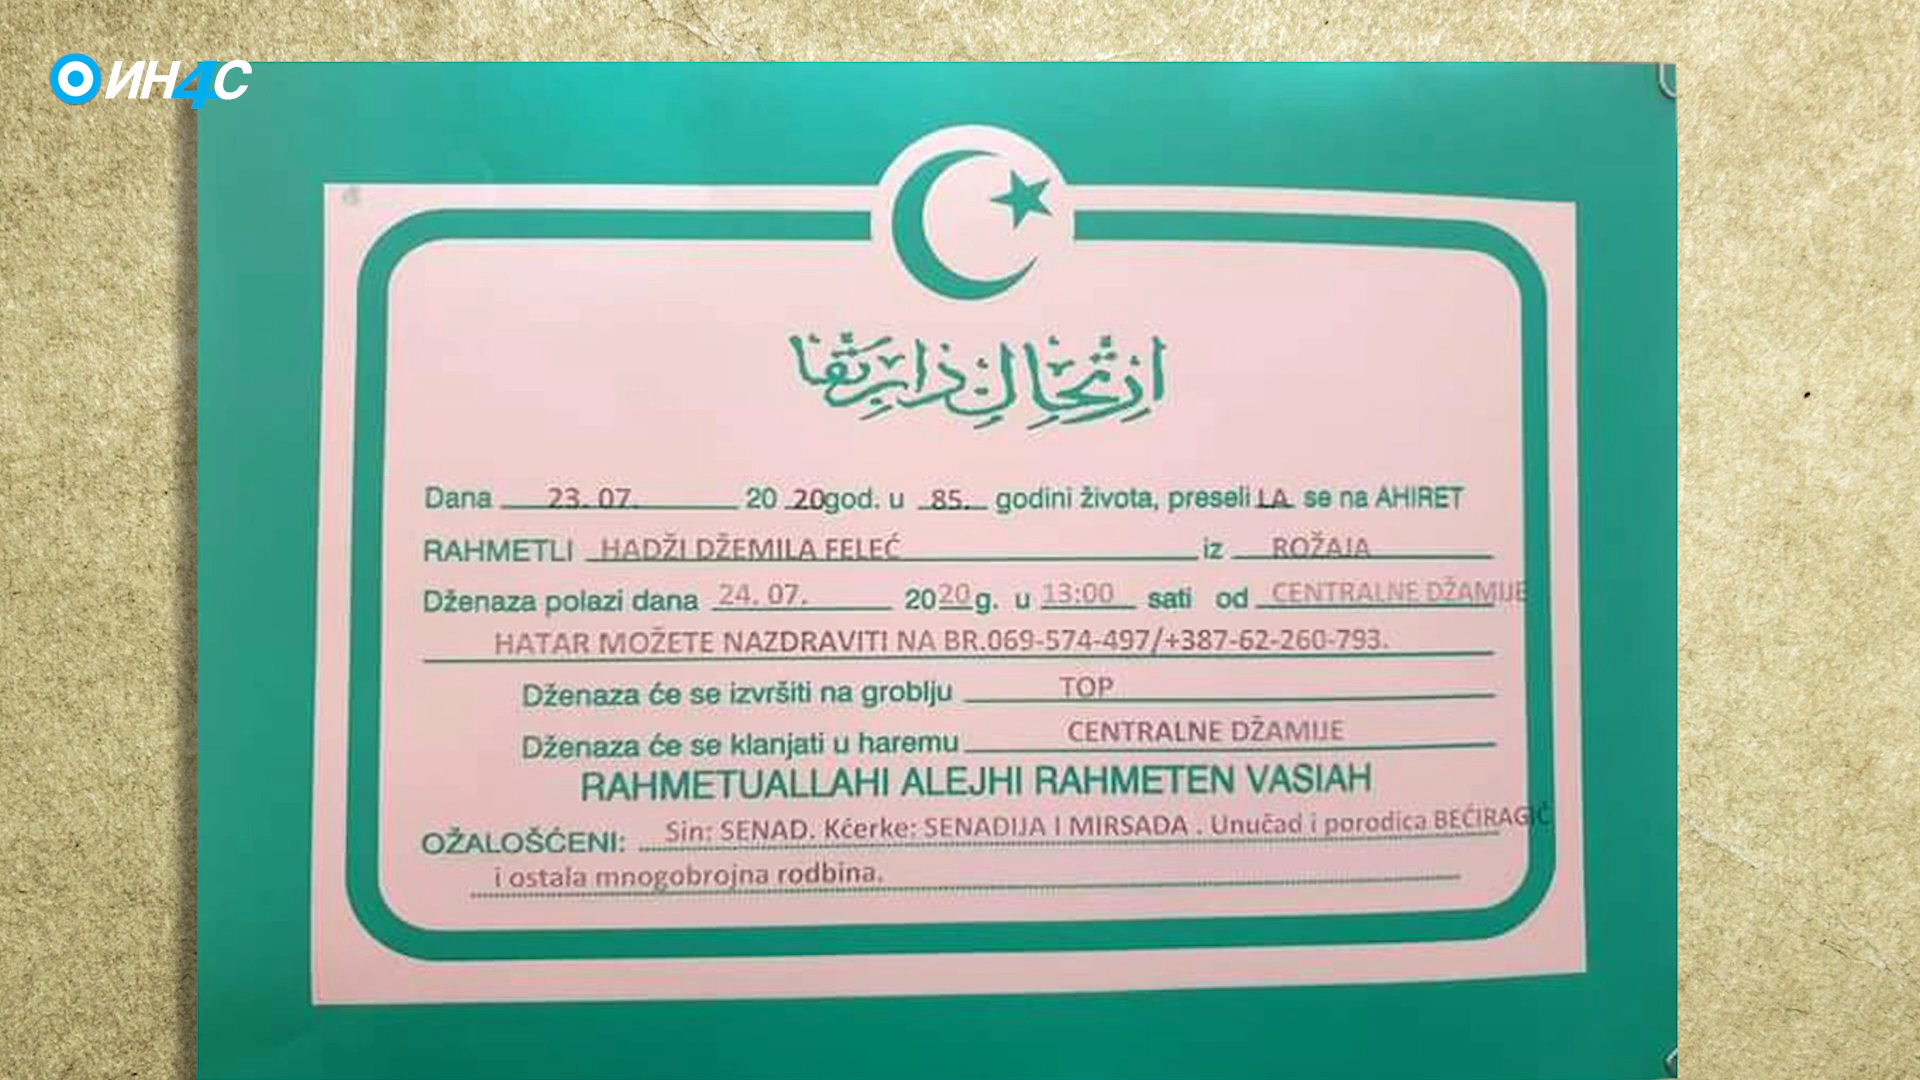 ИН4С
ارتحال دار بقا
Dana 23. 07. 20 20god. u 85. godini života, preseli LA se na AHIRET
RAHMETLI HADŽI DŽEMILA FELEĆ iz ROŽAJA
Dženaza polazi dana 24. 07. 2020 g. u 13:00 sati od CENTRALNE DŽAMIJE
HATAR MOŽETE NAZDRAVITI NA BR.069-574-497/+387-62-260-793.
Dženaza će se izvršiti na groblju TOP
Dženaza će se klanjati u haremu CENTRALNE DŽAMIJE
RAHMETUALLAHI ALEJHI RAHMETEN VASIAH
OŽALOŠĆENI: Sin: SENAD. Kćerke: SENADIJA I MIRSADA . Unučad i porodica BEĆIRAGIĆ
i ostala mnogobrojna rodbina.